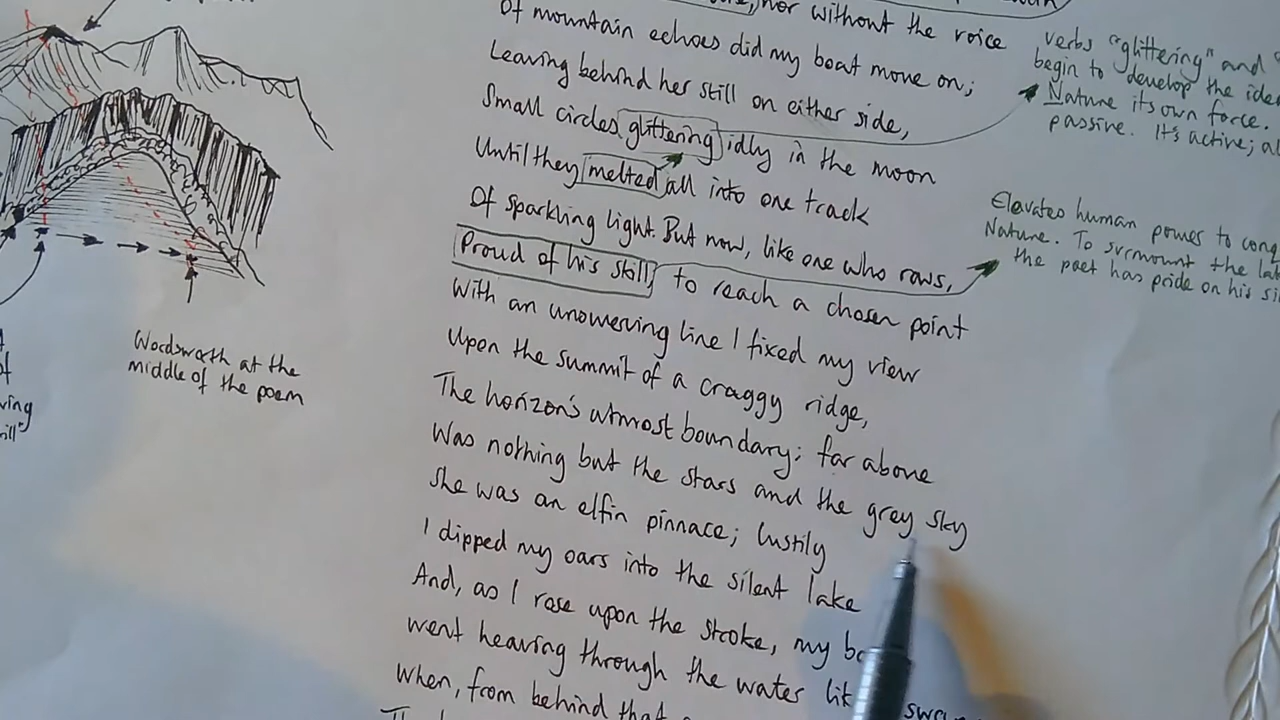 nor without the voice
Of mountain echoes did my boat move on;
Leaving behind her still on either side,
Small circles glittering idly in the moon
Until they melted all into one track
Of sparkling light. But now, like one who rows,
Proud of his skill, to reach a chosen point
With an unswerving line I fixed my view
Upon the summit of a craggy ridge,
The horizon's utmost boundary; far above
Was nothing but the stars and the grey sky
She was an elfin pinnace; lustily
I dipped my oars into the silent lake
And, as I rose upon the stroke, my
went heaving through the water
when, from behind that
verbs "glittering" and
begin to develop the
Nature its own force.
passive. It's active;
Elevates human powers to
Nature. To surmount the
the poet has pride on his
Wordsworth at the
middle of the poem